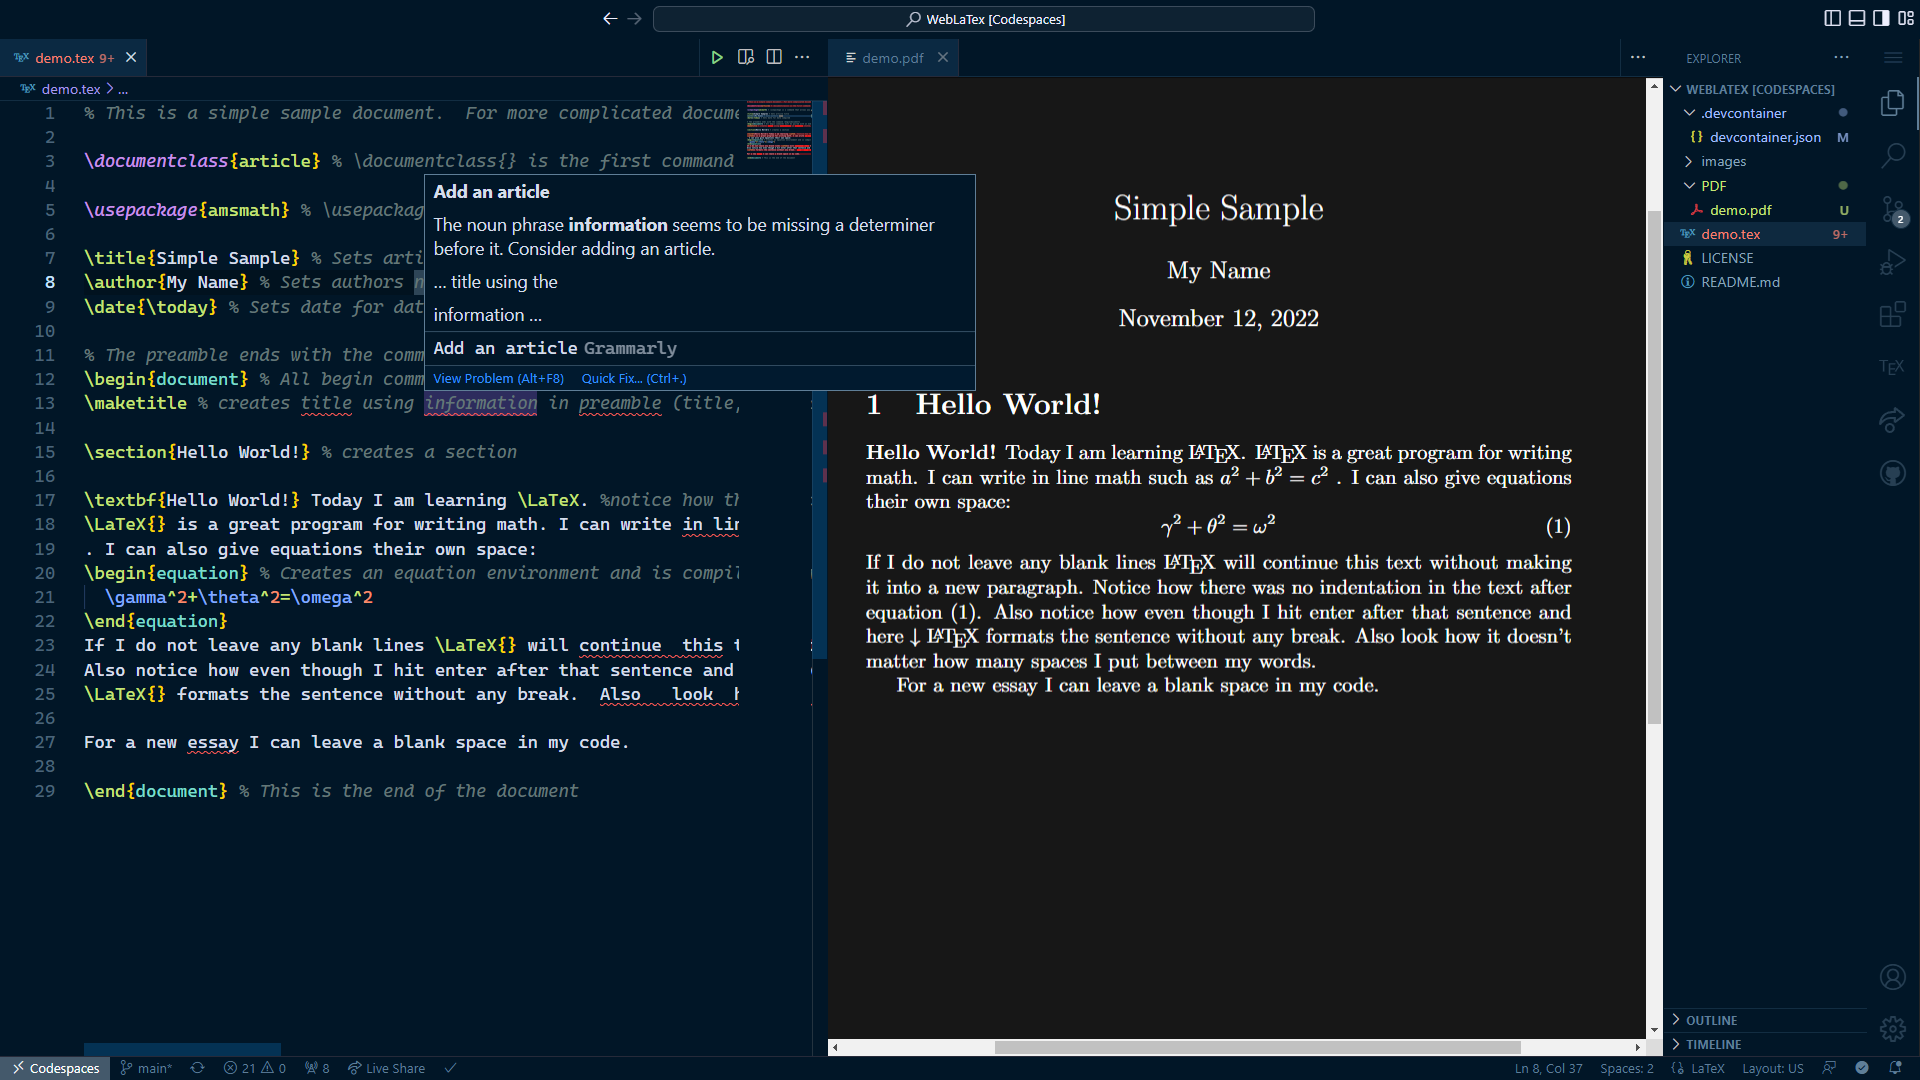 WebLaTex [Codespaces]
demo.tex 9+
demo.tex > ...
1 % This is a simple sample document.  For more complicated docume
2
3 \documentclass{article} % \documentclass{} is the first command
4
5 \usepackage{amsmath} % \usepackag
6
7 \title{Simple Sample} % Sets arti
8 \author{My Name} % Sets authors n
9 \date{\today} % Sets date for dat
10
11 % The preamble ends with the comm
12 \begin{document} % All begin comm
13 \maketitle % creates title using information in preamble (title,
14
15 \section{Hello World!} % creates a section
16
17 \textbf{Hello World!} Today I am learning \LaTeX. %notice how th
18 \LaTeX{} is a great program for writing math. I can write in lin
19 . I can also give equations their own space:
20 \begin{equation} % Creates an equation environment and is compil
21 \gamma^2+\theta^2=\omega^2
22 \end{equation}
23 If I do not leave any blank lines \LaTeX{} will continue  this t
24 Also notice how even though I hit enter after that sentence and
25 \LaTeX{} formats the sentence without any break.  Also   look  h
26
27 For a new essay I can leave a blank space in my code.
28
29 \end{document} % This is the end of the document
Add an article
The noun phrase information seems to be missing a determiner
before it. Consider adding an article.
... title using the
information ...
Add an article Grammarly
View Problem (Alt+F8) Quick Fix... (Ctrl+.)
demo.pdf
Simple Sample
My Name
November 12, 2022
1 Hello World!
Hello World! Today I am learning LATEX. LATEX is a great program for writing
math. I can write in line math such as a² + b² = c² . I can also give equations
their own space:
γ² + θ² = ω² (1)
If I do not leave any blank lines LATEX will continue this text without making
it into a new paragraph. Notice how there was no indentation in the text after
equation (1). Also notice how even though I hit enter after that sentence and
here ↓ LATEX formats the sentence without any break. Also look how it doesn't
matter how many spaces I put between my words.
For a new essay I can leave a blank space in my code.
EXPLORER
WEBLATEX [CODESPACES]
.devcontainer
devcontainer.json M
images
PDF
demo.pdf U
demo.tex 9+
LICENSE
README.md
OUTLINE
TIMELINE
2
TEX
Codespaces main* 21 0 8 Live Share
Ln 8, Col 37 Spaces: 2 LaTeX Layout: US